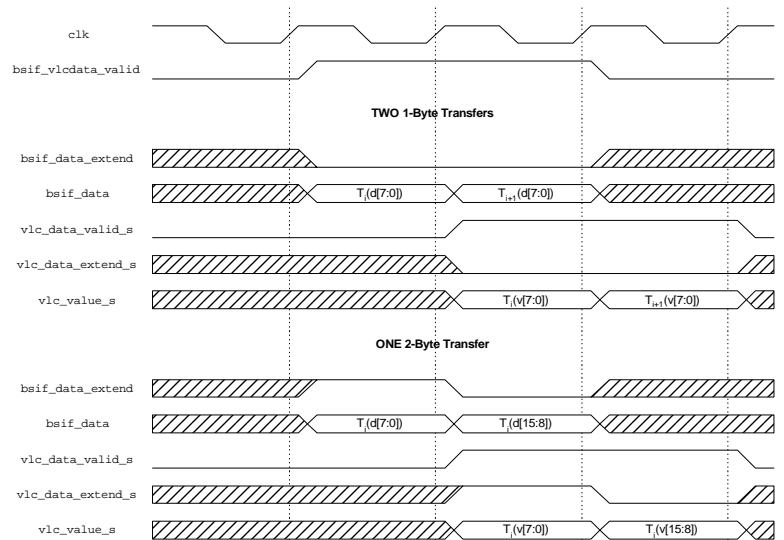 clk
bsif_vlcdata_valid
TWO 1-Byte Transfers
bsif_data_extend
bsif_data Ti(d[7:0]) Ti+1(d[7:0])
vlc_data_valid_s
vlc_data_extend_s
vlc_value_s Ti(v[7:0]) Ti+1(v[7:0])
ONE 2-Byte Transfer
bsif_data_extend
bsif_data Ti(d[7:0]) Ti(d[15:8])
vlc_data_valid_s
vlc_data_extend_s
vlc_value_s Ti(v[7:0]) Ti(v[15:8])